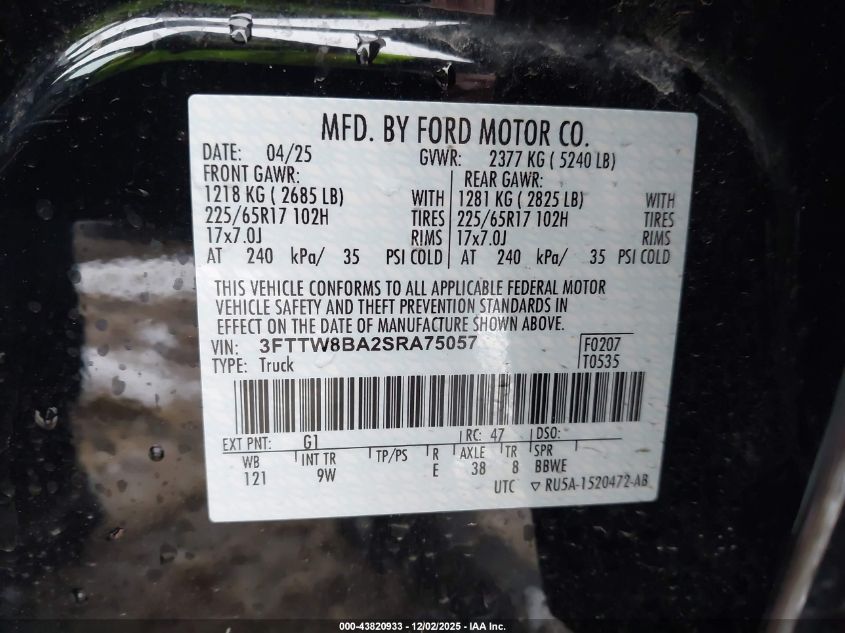 MFD. BY FORD MOTOR CO.
DATE: 04/25 GVWR: 2377 KG ( 5240 LB)
FRONT GAWR: REAR GAWR:
1218 KG ( 2685 LB) WITH 1281 KG ( 2825 LB) WITH
225/65R17 102H TIRES 225/65R17 102H TIRES
17x7.0J RIMS 17x7.0J RIMS
AT 240 kPa/ 35 PSI COLD AT 240 kPa/ 35 PSI COLD
THIS VEHICLE CONFORMS TO ALL APPLICABLE FEDERAL MOTOR
VEHICLE SAFETY AND THEFT PREVENTION STANDARDS IN
EFFECT ON THE DATE OF MANUFACTURE SHOWN ABOVE.
VIN: 3FTTW8BA2SRA75057 F0207
TYPE: Truck T0535
EXT PNT: G1 RC: 47 DSO:
WB INT TR TP/PS R AXLE TR SPR
121 9W E 38 8 BBWE
UTC ▽ RU5A-1520472-AB
000-43820933 - 12/02/2025 - IAA Inc.